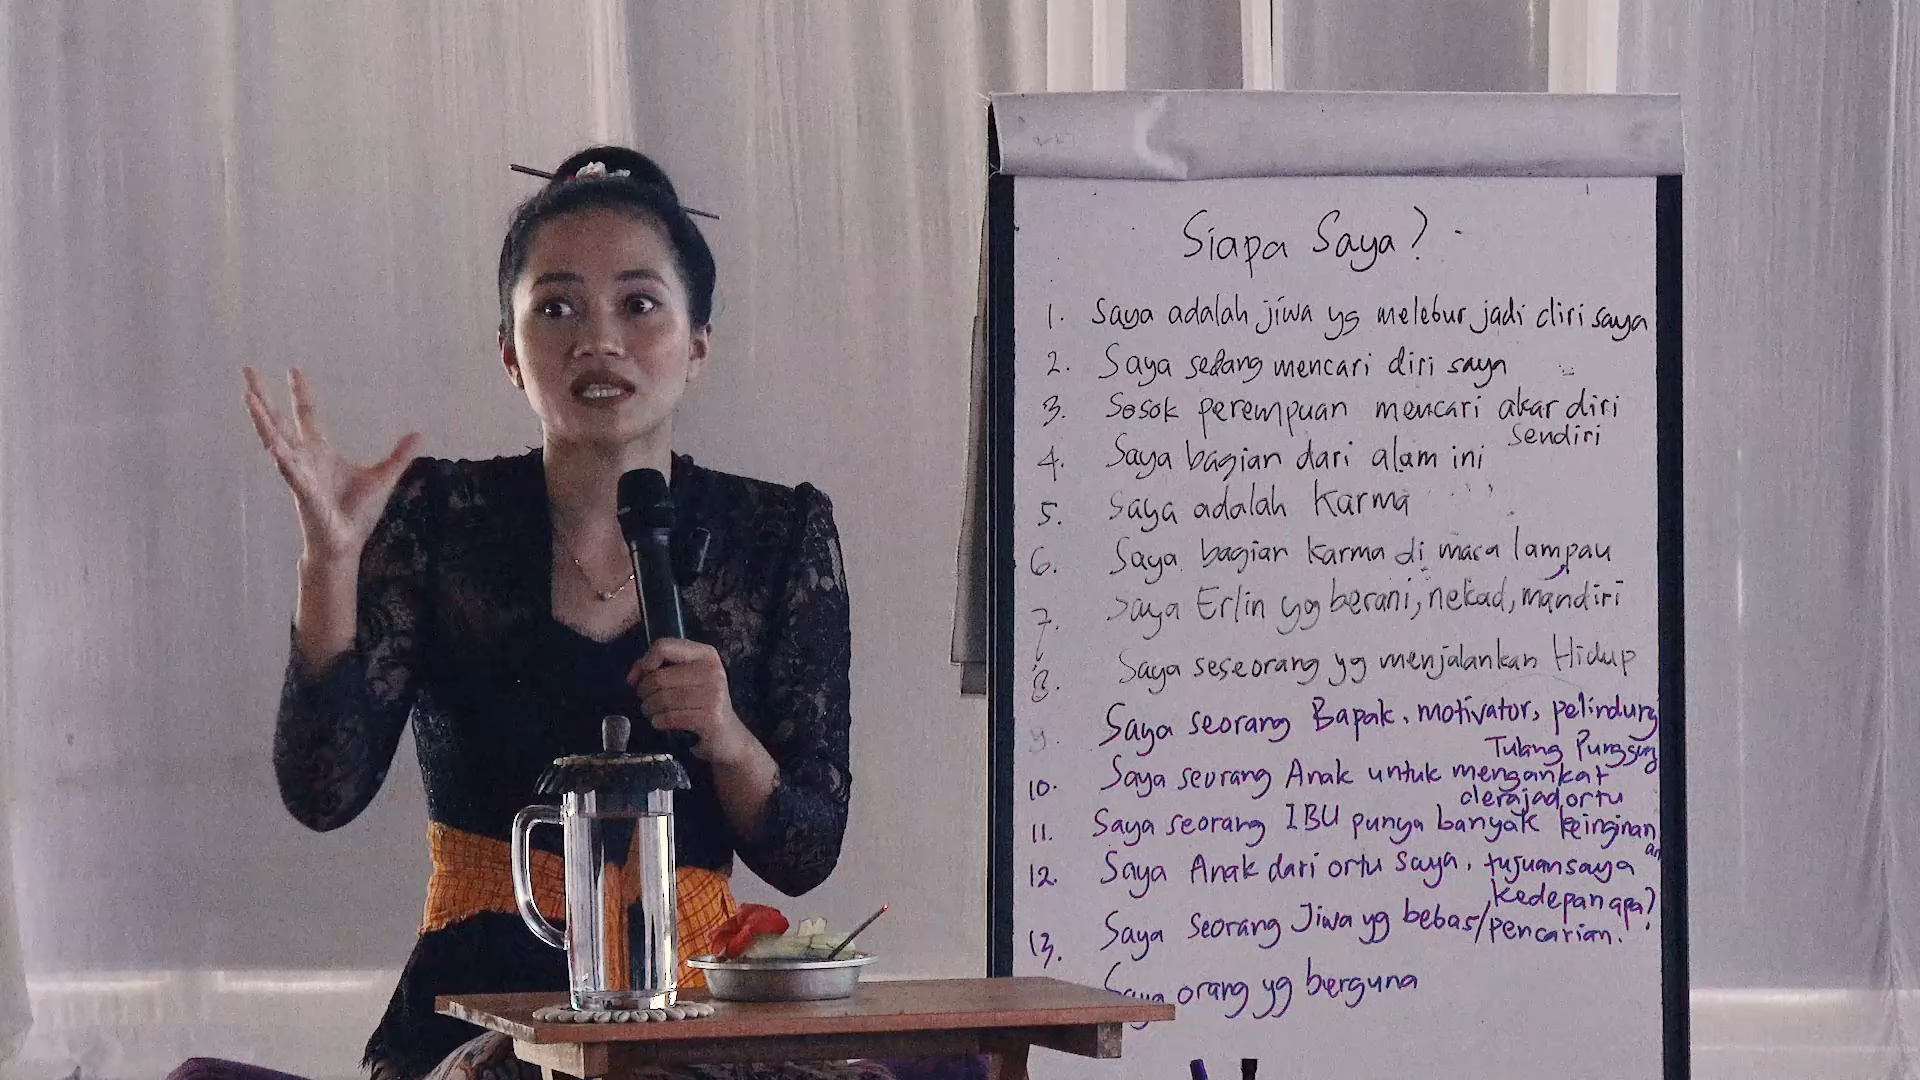 Siapa Saya?
1. Saya adalah jiwa yg melebur jadi diri saya
2. Saya sedang mencari diri saya
3. Sosok perempuan mencari akar diri
sendiri
4. Saya bagian dari alam ini
5. Saya adalah Karma
6. Saya bagian karma di masa lampau
7. Saya Erlin yg berani, nekad, mandiri
8. Saya seseorang yg menjalankan Hidup
9. Saya seorang Bapak, motivator, pelindung
Tulang Punggung
10. Saya seorang Anak untuk mengankat
derajad ortu
11. Saya seorang IBU punya banyak keinginan
an
12. Saya Anak dari ortu saya, tujuan saya
kedepan apa?
13. Saya seorang Jiwa yg bebas/pencarian.
Saya orang yg berguna